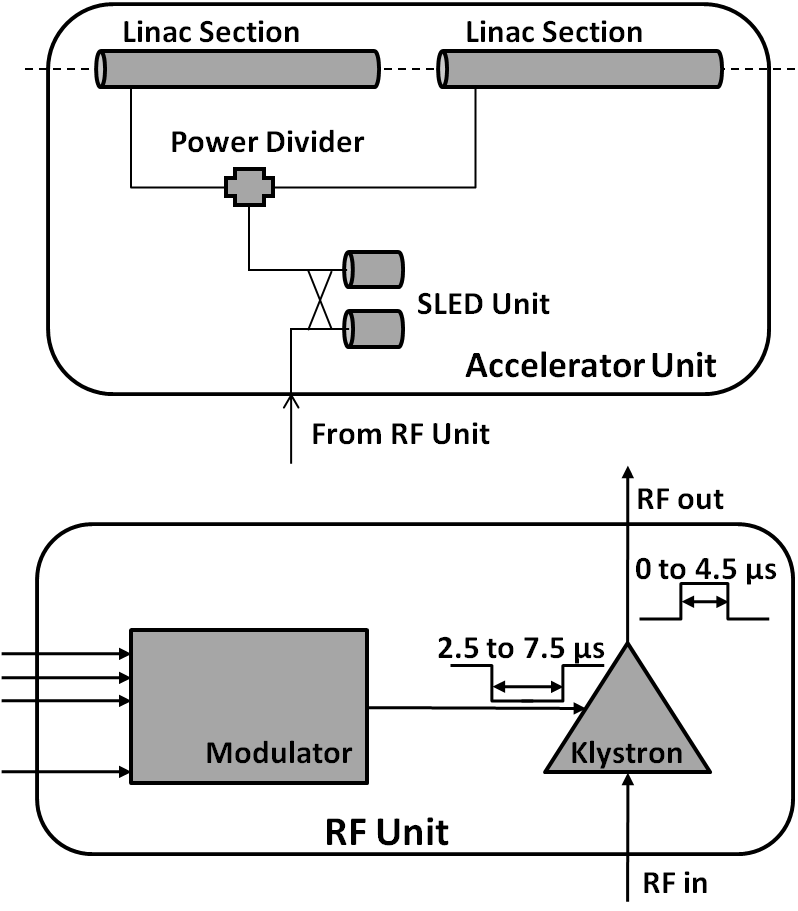 Linac Section
Linac Section
Power Divider
SLED Unit
Accelerator Unit
From RF Unit
RF out
0 to 4.5 µs
2.5 to 7.5 µs
Modulator
Klystron
RF Unit
RF in